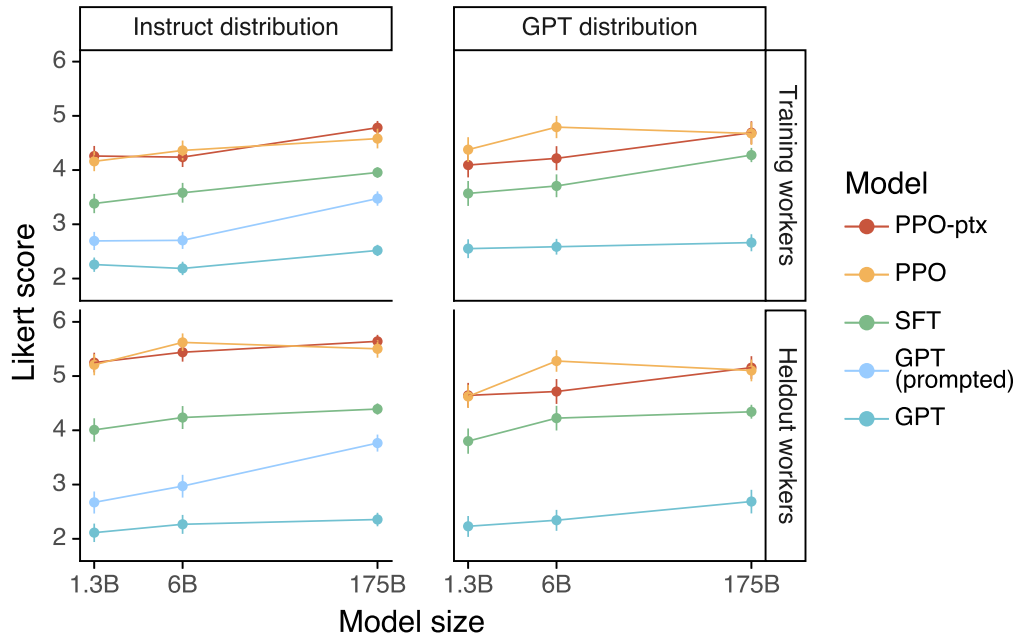 Instruct distribution
GPT distribution
Likert score
6
5
4
3
2
Training workers
6
5
4
3
2
Heldout workers
1.3B
6B
175B
1.3B
6B
175B
Model size
Model
PPO-ptx
PPO
SFT
GPT
(prompted)
GPT